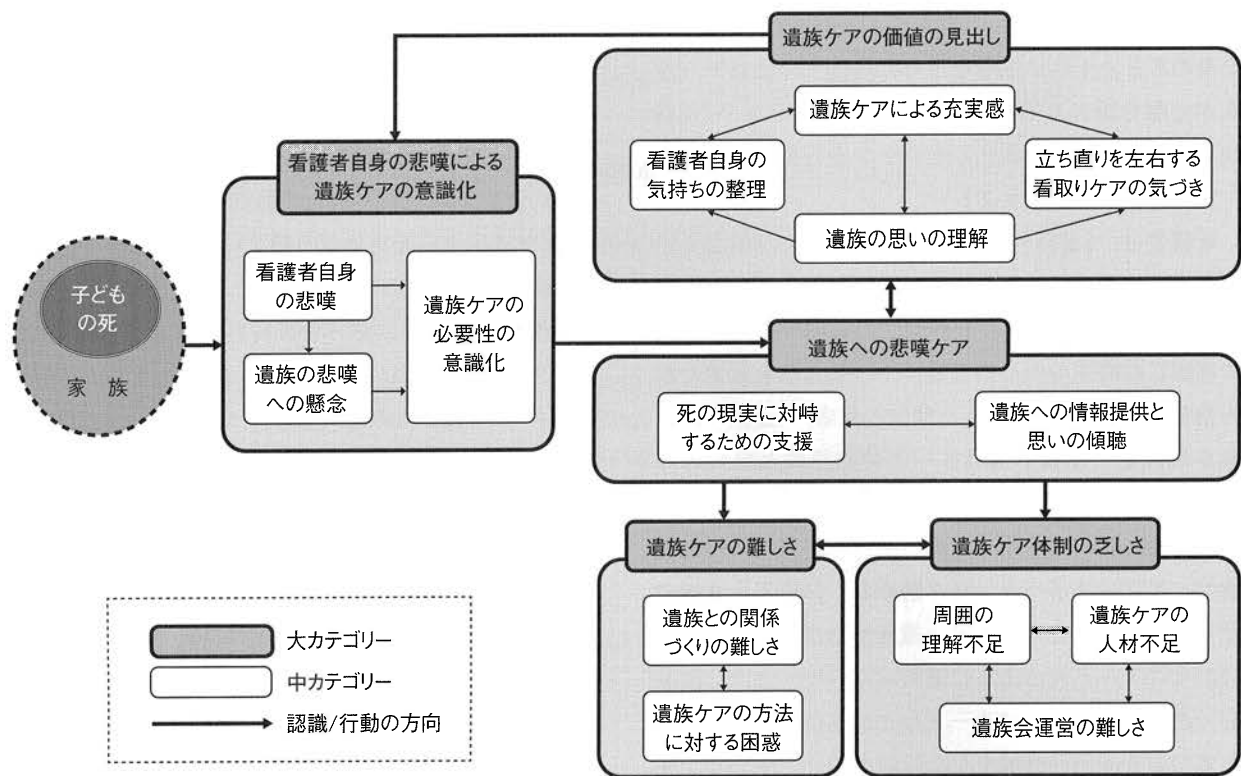 遺族ケアの価値の見出し
遺族ケアによる充実感
看護者自身の
気持ちの整理
立ち直りを左右する
看取りケアの気づき
遺族の思いの理解
看護者自身の悲嘆による
遺族ケアの意識化
看護者自身
の悲嘆
遺族の悲嘆
への懸念
遺族ケアの
必要性の
意識化
子ども
の死
家 族
遺族への悲嘆ケア
死の現実に対峙
するための支援
遺族への情報提供と
思いの傾聴
遺族ケアの難しさ
遺族との関係
づくりの難しさ
遺族ケアの方法
に対する困惑
遺族ケア体制の乏しさ
周囲の
理解不足
遺族ケアの
人材不足
遺族会運営の難しさ
大カテゴリー
中カテゴリー
認識/行動の方向